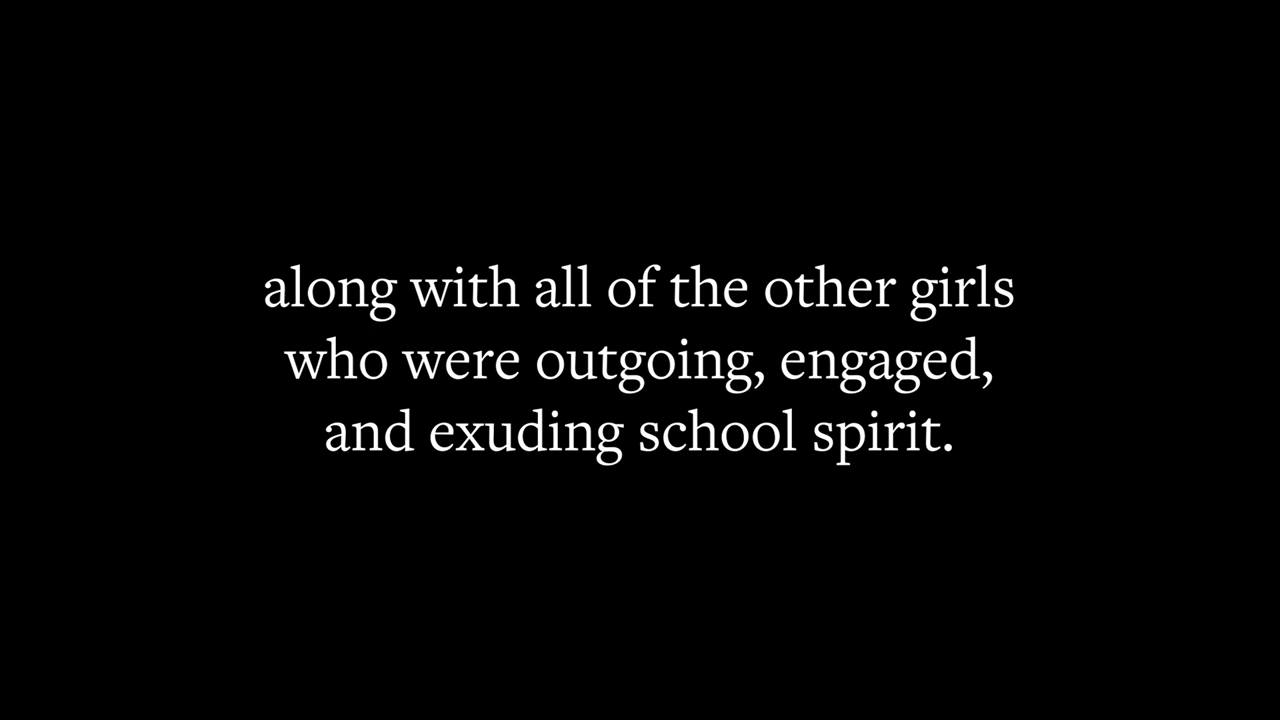 along with all of the other girls
who were outgoing, engaged,
and exuding school spirit.